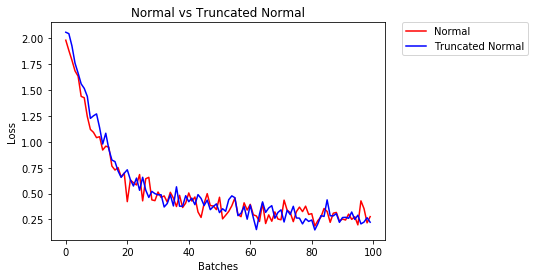 Normal vs Truncated Normal
Normal
Truncated Normal
2.00
1.75
1.50
1.25
1.00
0.75
0.50
0.25
Loss
0
20
40
60
80
100
Batches